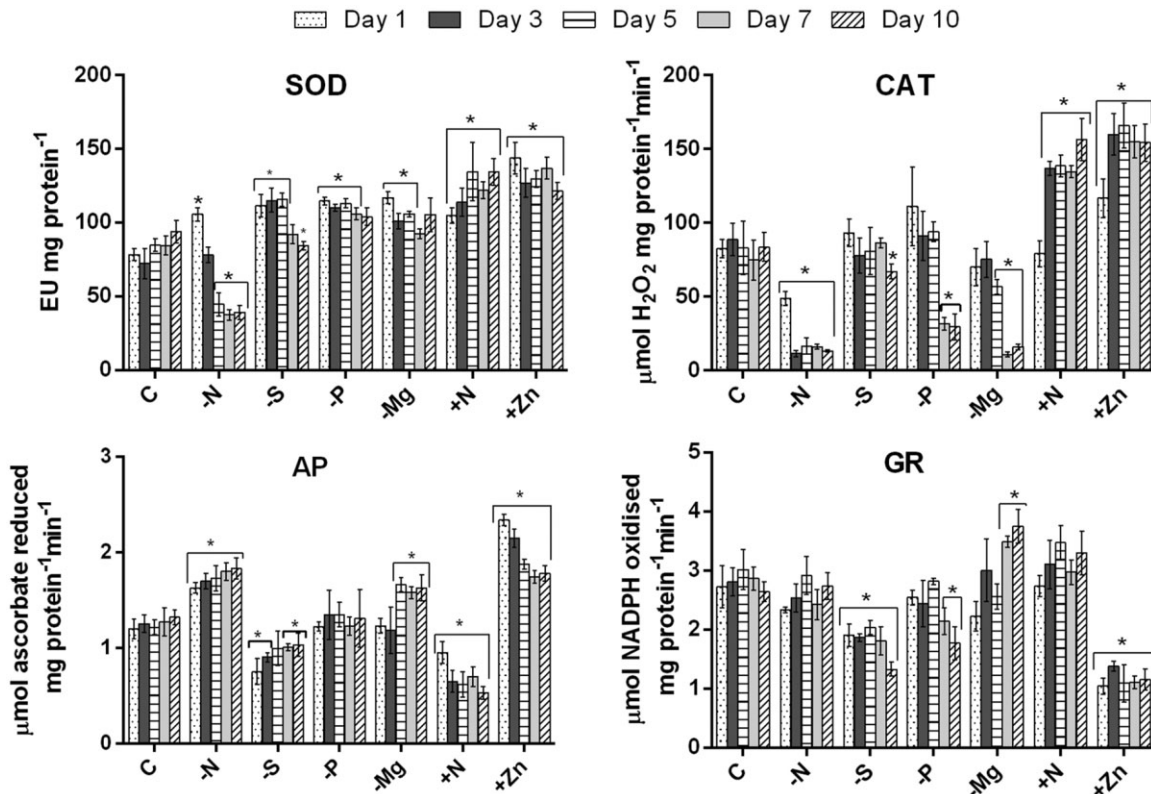 Day 1 Day 3 Day 5 Day 7 Day 10
SOD
EU mg protein⁻¹
200
150
100
50
0
* * * * * * * * *
C -N -S -P -Mg +N +Zn
CAT
µmol H₂O₂ mg protein⁻¹min⁻¹
200
150
100
50
0
* * * * * *
C -N -S -P -Mg +N +Zn
AP
µmol ascorbate reduced
mg protein⁻¹min⁻¹
3
2
1
0
* * * * * *
C -N -S -P -Mg +N +Zn
GR
µmol NADPH oxidised
mg protein⁻¹min⁻¹
5
4
3
2
1
0
* * * *
C -N -S -P -Mg +N +Zn